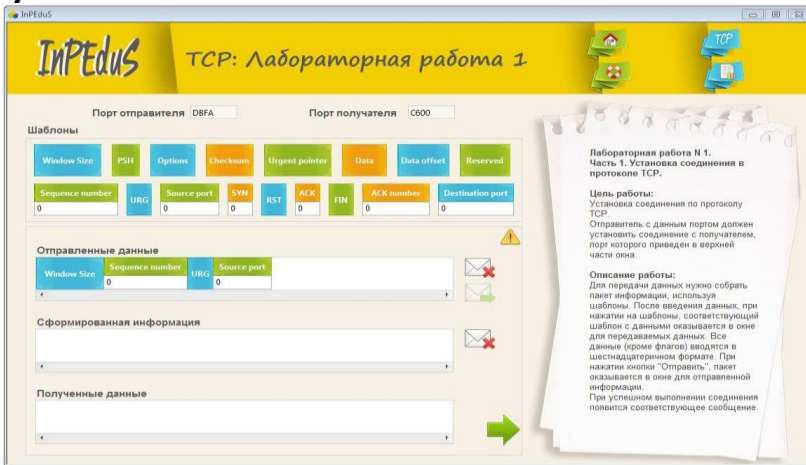 InPEduS
InPEduS
TCP: Лабораторная работа 1
TCP
Порт отправителя DBFA Порт получателя C600
Шаблоны
Window Size PSH Options Checksum Urgent pointer Data Data offset Reserved
Sequence number URG Source port SYN RST ACK FIN ACK number Destination port
0 0 0 0 0 0
Отправленные данные
Window Size Sequence number URG Source port
0 0
Сформированная информация
Полученные данные
Лабораторная работа N 1.
Часть 1. Установка соединения в
протоколе TCP.
Цель работы:
Установка соединения по протоколу
TCP.
Отправитель с данным портом должен
установить соединение с получателем,
порт которого приведен в верхней
части окна.
Описание работы:
Для передачи данных нужно собрать
пакет информации, используя
шаблоны. После введения данных, при
нажатии на шаблоны, соответствующий
шаблон с данными оказывается в окне
для передаваемых данных. Все
данные (кроме флагов) вводятся в
шестнадцатеричном формате. При
нажатии кнопки "Отправить", пакет
оказывается в окне для отправленной
информации.
При успешном выполнении соединения
появится соответствующее сообщение.